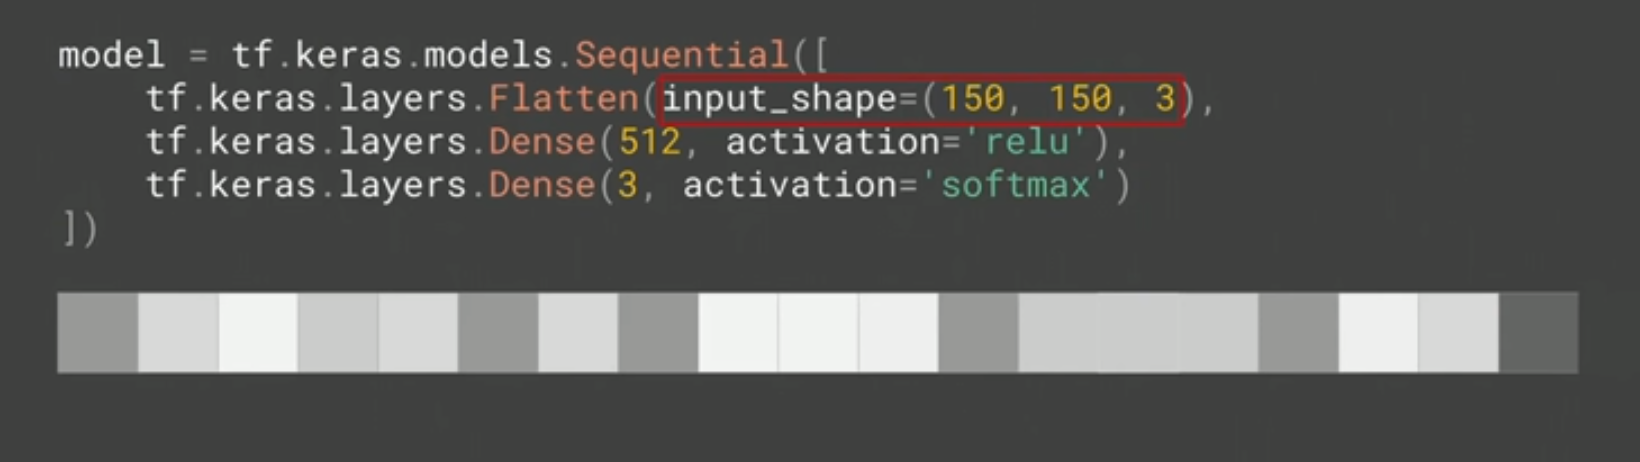 model = tf.keras.models.Sequential([
    tf.keras.layers.Flatten(input_shape=(150, 150, 3),
    tf.keras.layers.Dense(512, activation='relu'),
    tf.keras.layers.Dense(3, activation='softmax')
])